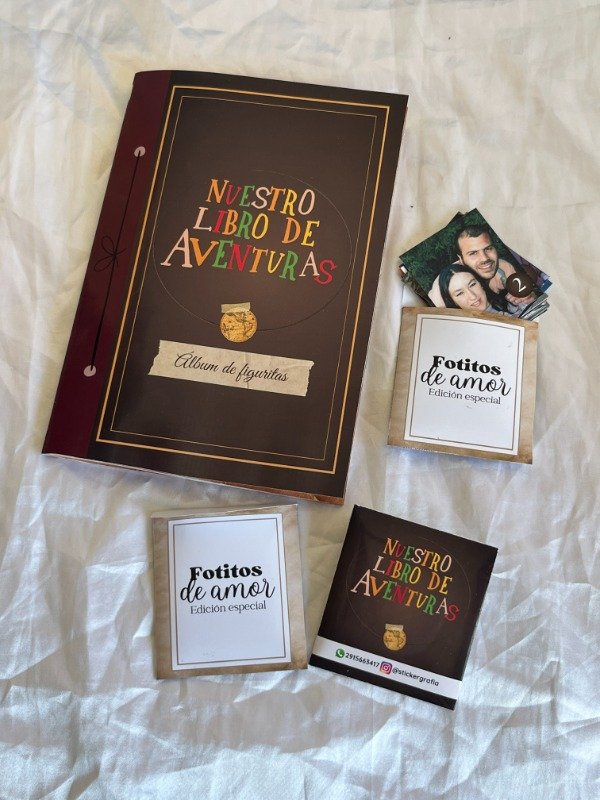 NUESTRO
LIBRO DE
AVENTURAS
Álbum de figuritas
2
Fotitos
de amor
Edición especial
Fotitos
de amor
Edición especial
NUESTRO
LIBRO DE
AVENTURAS
2915663417 @stickergrafia